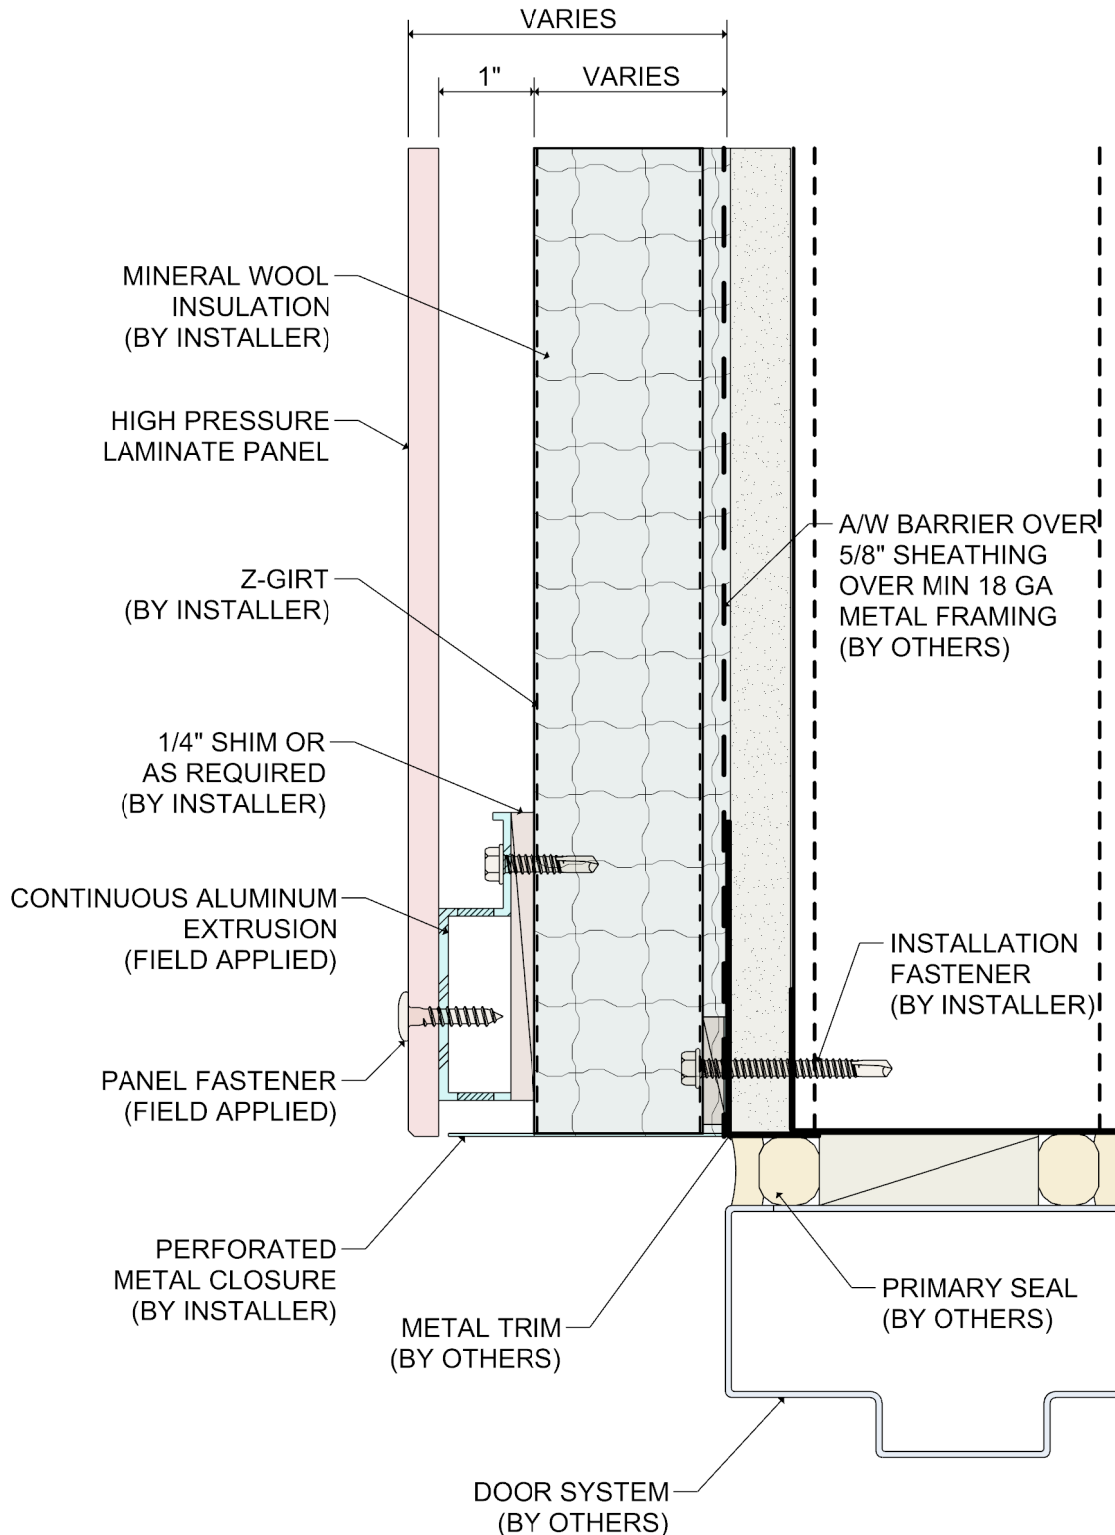 VARIES
1"
VARIES
MINERAL WOOL
INSULATION
(BY INSTALLER)
HIGH PRESSURE
LAMINATE PANEL
A/W BARRIER OVER
5/8" SHEATHING
OVER MIN 18 GA
METAL FRAMING
(BY OTHERS)
Z-GIRT
(BY INSTALLER)
1/4" SHIM OR
AS REQUIRED
(BY INSTALLER)
CONTINUOUS ALUMINUM
EXTRUSION
(FIELD APPLIED)
INSTALLATION
FASTENER
(BY INSTALLER)
PANEL FASTENER
(FIELD APPLIED)
PERFORATED
METAL CLOSURE
(BY INSTALLER)
PRIMARY SEAL
(BY OTHERS)
METAL TRIM
(BY OTHERS)
DOOR SYSTEM
(BY OTHERS)